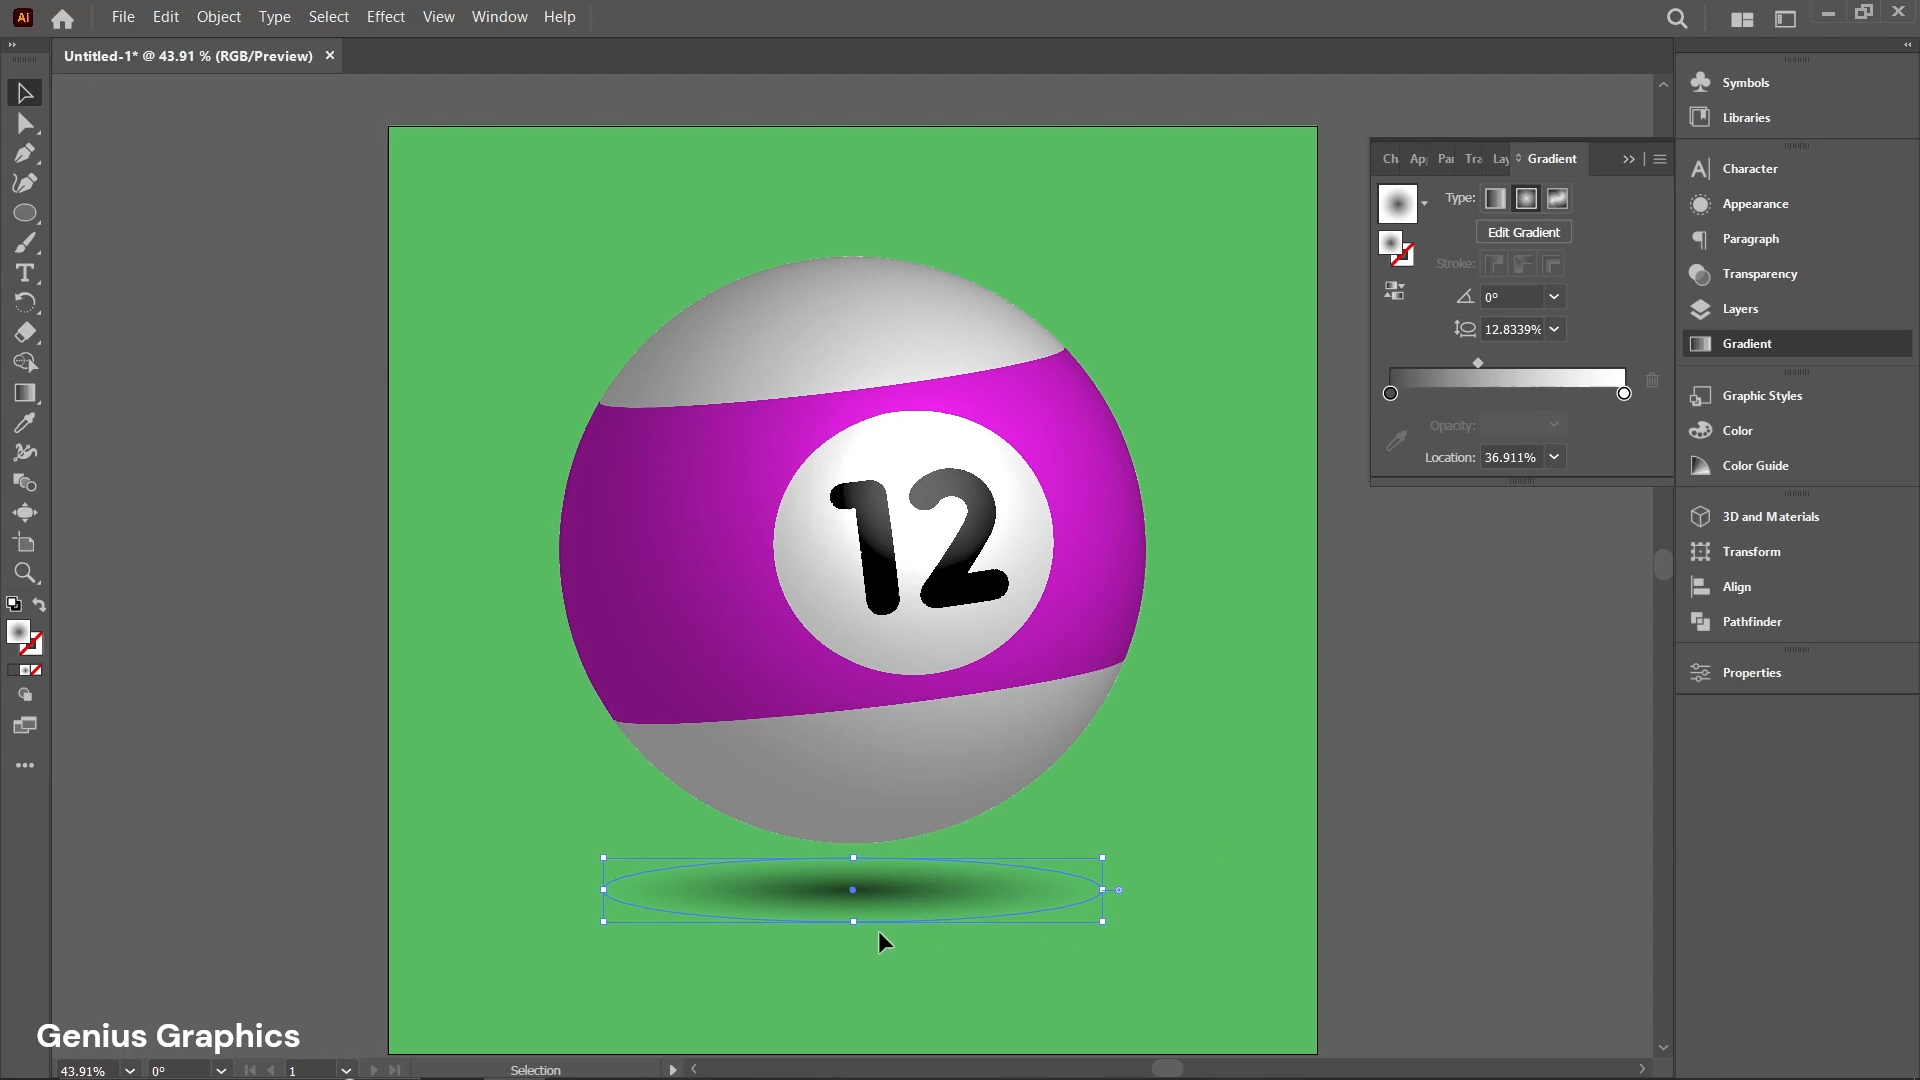 Ai File Edit Object Type Select Effect View Window Help
Untitled-1* @ 43.91 % (RGB/Preview)
Symbols
Libraries
Ch Ap Par Tra Lay Gradient
Character
Type:
Appearance
Edit Gradient
Paragraph
Stroke:
Transparency
0°
Layers
12.8339%
Gradient
Graphic Styles
Opacity:
Color
Location: 36.911%
Color Guide
12
3D and Materials
Transform
Align
Pathfinder
Properties
Genius Graphics
43.91% 0° 1 Selection